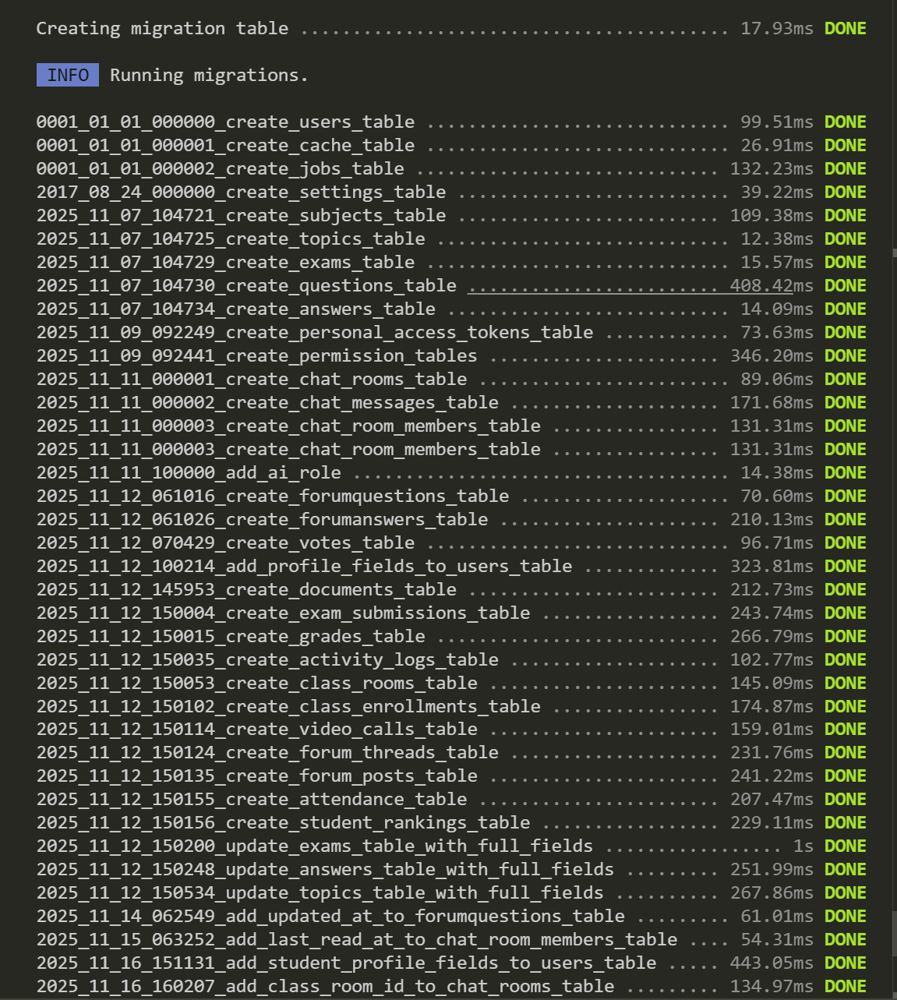 Creating migration table ......................................... 17.93ms DONE
INFO Running migrations.
0001_01_01_000000_create_users_table ............................. 99.51ms DONE
0001_01_01_000001_create_cache_table ............................. 26.91ms DONE
0001_01_01_000002_create_jobs_table ............................. 132.23ms DONE
2017_08_24_000000_create_settings_table .......................... 39.22ms DONE
2025_11_07_104721_create_subjects_table ......................... 109.38ms DONE
2025_11_07_104725_create_topics_table ............................ 12.38ms DONE
2025_11_07_104729_create_exams_table ............................. 15.57ms DONE
2025_11_07_104730_create_questions_table ........................ 408.42ms DONE
2025_11_07_104734_create_answers_table ........................... 14.09ms DONE
2025_11_09_092249_create_personal_access_tokens_table ............ 73.63ms DONE
2025_11_09_092441_create_permission_tables ...................... 346.20ms DONE
2025_11_11_000001_create_chat_rooms_table ........................ 89.06ms DONE
2025_11_11_000002_create_chat_messages_table .................... 171.68ms DONE
2025_11_11_000003_create_chat_room_members_table ................ 131.31ms DONE
2025_11_11_000003_create_chat_room_members_table ................ 131.31ms DONE
2025_11_11_100000_add_ai_role .................................... 14.38ms DONE
2025_11_12_061016_create_forumquestions_table .................... 70.60ms DONE
2025_11_12_061026_create_forumanswers_table ..................... 210.13ms DONE
2025_11_12_070429_create_votes_table ............................. 96.71ms DONE
2025_11_12_100214_add_profile_fields_to_users_table ............. 323.81ms DONE
2025_11_12_145953_create_documents_table ........................ 212.73ms DONE
2025_11_12_150004_create_exam_submissions_table ................. 243.74ms DONE
2025_11_12_150015_create_grades_table ........................... 266.79ms DONE
2025_11_12_150035_create_activity_logs_table .................... 102.77ms DONE
2025_11_12_150053_create_class_rooms_table ...................... 145.09ms DONE
2025_11_12_150102_create_class_enrollments_table ................ 174.87ms DONE
2025_11_12_150114_create_video_calls_table ...................... 159.01ms DONE
2025_11_12_150124_create_forum_threads_table .................... 231.76ms DONE
2025_11_12_150135_create_forum_posts_table ...................... 241.22ms DONE
2025_11_12_150155_create_attendance_table ....................... 207.47ms DONE
2025_11_12_150156_create_student_rankings_table ................. 229.11ms DONE
2025_11_12_150200_update_exams_table_with_full_fields ................. 1s DONE
2025_11_12_150248_update_answers_table_with_full_fields ......... 251.99ms DONE
2025_11_12_150534_update_topics_table_with_full_fields .......... 267.86ms DONE
2025_11_14_062549_add_updated_at_to_forumquestions_table ......... 61.01ms DONE
2025_11_15_063252_add_last_read_at_to_chat_room_members_table .... 54.31ms DONE
2025_11_16_151131_add_student_profile_fields_to_users_table ..... 443.05ms DONE
2025_11_16_160207_add_class_room_id_to_chat_rooms_table ......... 134.97ms DONE